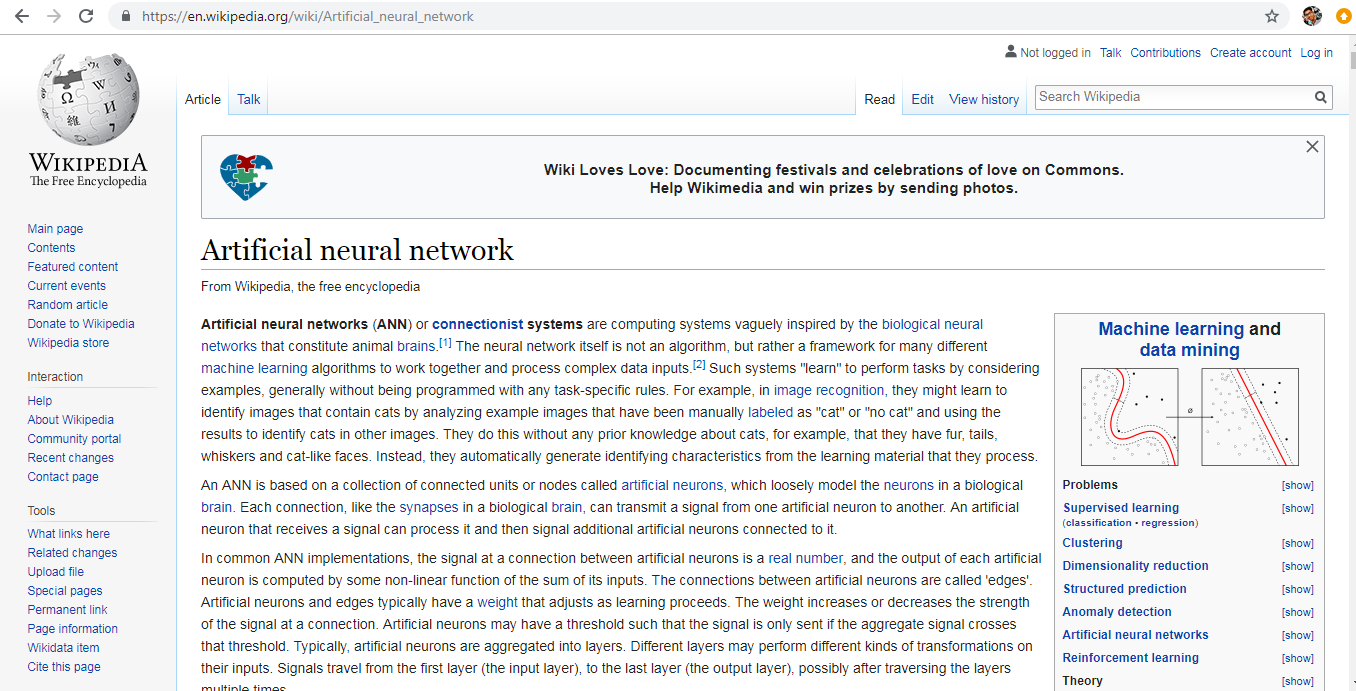 https://en.wikipedia.org/wiki/Artificial_neural_network
Not logged in Talk Contributions Create account Log in
Article Talk Read Edit View history Search Wikipedia
WIKIPEDIA
The Free Encyclopedia
Main page
Contents
Featured content
Current events
Random article
Donate to Wikipedia
Wikipedia store
Interaction
Help
About Wikipedia
Community portal
Recent changes
Contact page
Tools
What links here
Related changes
Upload file
Special pages
Permanent link
Page information
Wikidata item
Cite this page
Wiki Loves Love: Documenting festivals and celebrations of love on Commons.
Help Wikimedia and win prizes by sending photos.
Artificial neural network
From Wikipedia, the free encyclopedia
Artificial neural networks (ANN) or connectionist systems are computing systems vaguely inspired by the biological neural
networks that constitute animal brains.[1] The neural network itself is not an algorithm, but rather a framework for many different
machine learning algorithms to work together and process complex data inputs.[2] Such systems "learn" to perform tasks by considering
examples, generally without being programmed with any task-specific rules. For example, in image recognition, they might learn to
identify images that contain cats by analyzing example images that have been manually labeled as "cat" or "no cat" and using the
results to identify cats in other images. They do this without any prior knowledge about cats, for example, that they have fur, tails,
whiskers and cat-like faces. Instead, they automatically generate identifying characteristics from the learning material that they process.
An ANN is based on a collection of connected units or nodes called artificial neurons, which loosely model the neurons in a biological
brain. Each connection, like the synapses in a biological brain, can transmit a signal from one artificial neuron to another. An artificial
neuron that receives a signal can process it and then signal additional artificial neurons connected to it.
In common ANN implementations, the signal at a connection between artificial neurons is a real number, and the output of each artificial
neuron is computed by some non-linear function of the sum of its inputs. The connections between artificial neurons are called 'edges'.
Artificial neurons and edges typically have a weight that adjusts as learning proceeds. The weight increases or decreases the strength
of the signal at a connection. Artificial neurons may have a threshold such that the signal is only sent if the aggregate signal crosses
that threshold. Typically, artificial neurons are aggregated into layers. Different layers may perform different kinds of transformations on
their inputs. Signals travel from the first layer (the input layer), to the last layer (the output layer), possibly after traversing the layers
multiple times.
Machine learning and
data mining
Problems [show]
Supervised learning [show]
(classification • regression)
Clustering [show]
Dimensionality reduction [show]
Structured prediction [show]
Anomaly detection [show]
Artificial neural networks [show]
Reinforcement learning [show]
Theory [show]